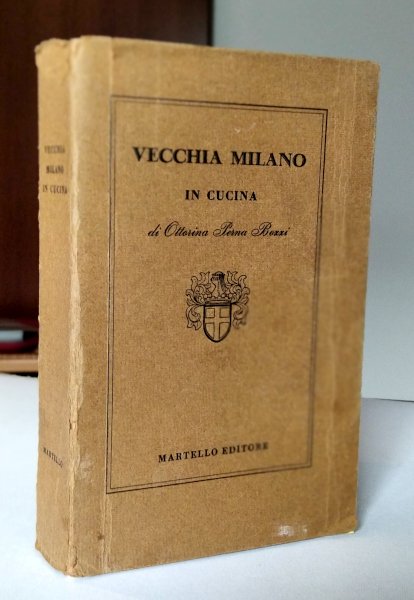 VECCHIA
MILANO
IN CUCINA
MARTELLO
VECCHIA MILANO
IN CUCINA
di Ottorina Perna Bozzi
MARTELLO EDITORE